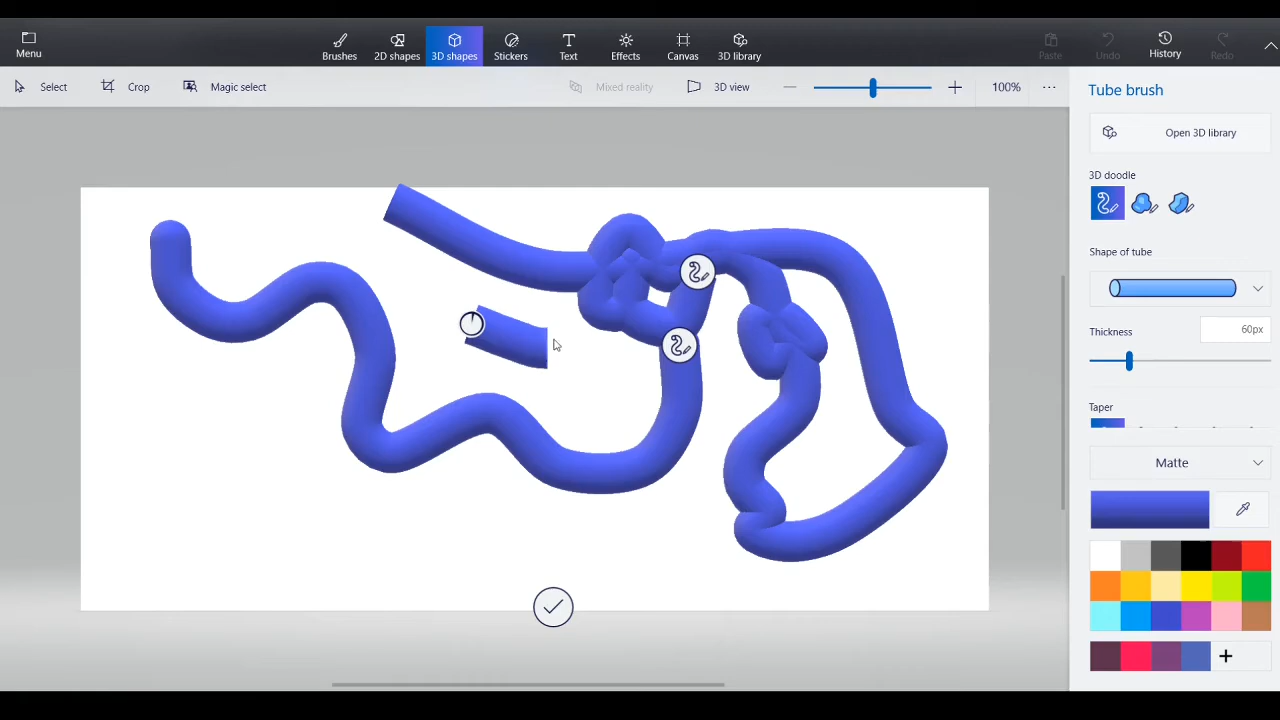 Menu
Brushes
2D shapes
3D shapes
Stickers
Text
Effects
Canvas
3D library
Paste
Undo
History
Redo
Select
Crop
Magic select
Mixed reality
3D view
100%
Tube brush
Open 3D library
3D doodle
Shape of tube
Thickness
60px
Taper
Matte